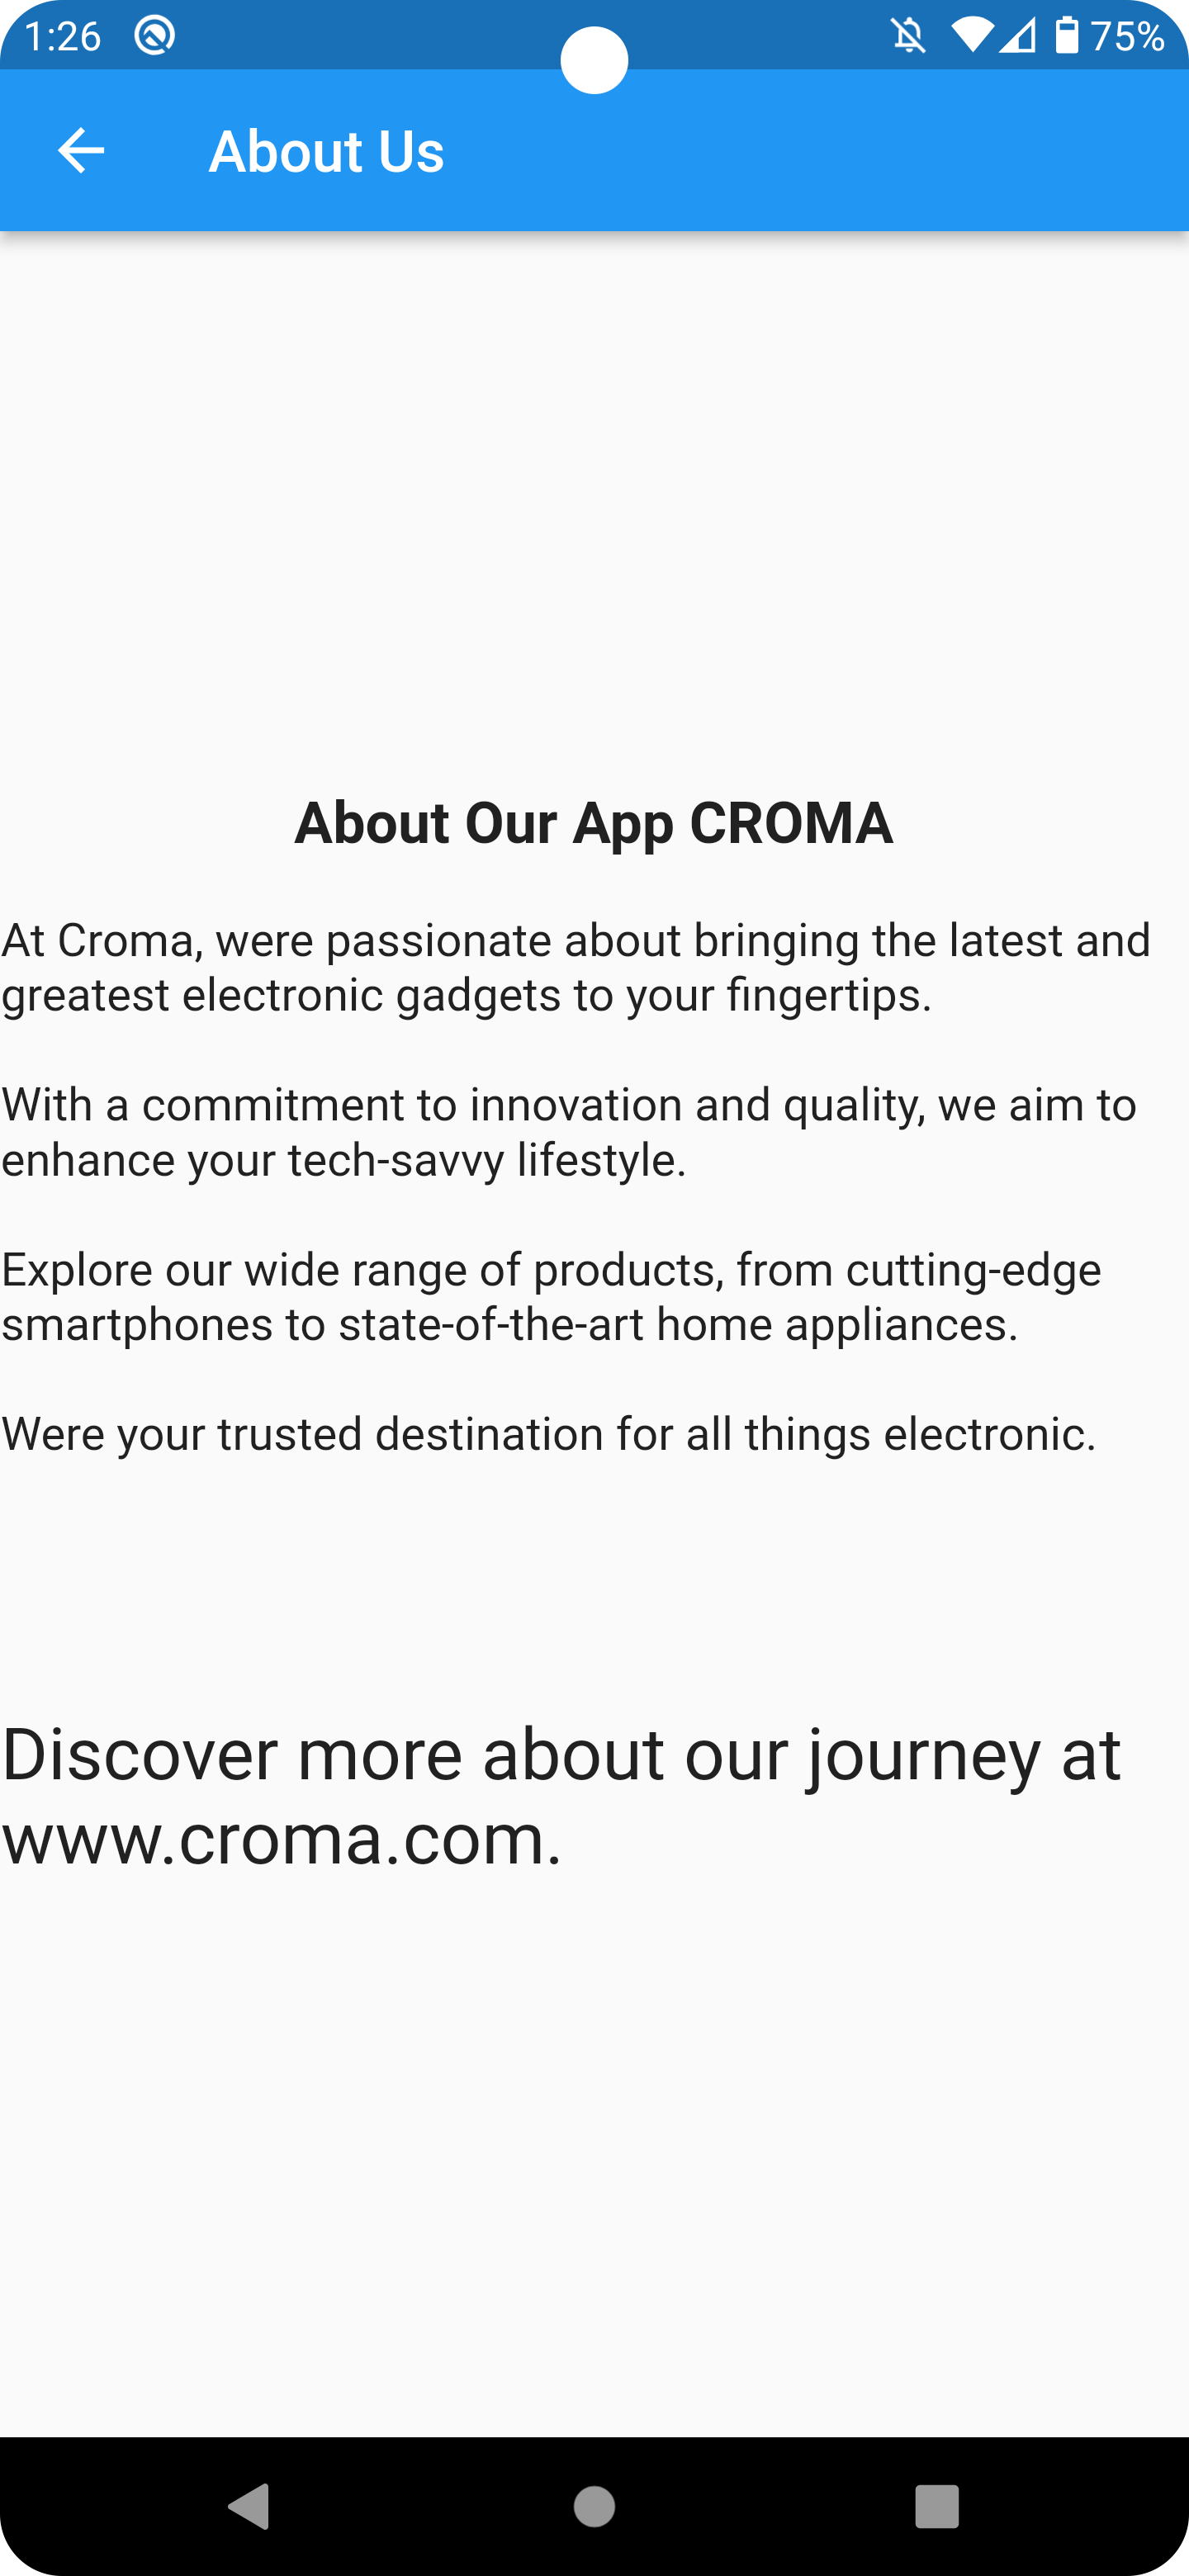 1:26
75%
About Us
About Our App CROMA
At Croma, were passionate about bringing the latest and
greatest electronic gadgets to your fingertips.
With a commitment to innovation and quality, we aim to
enhance your tech-savvy lifestyle.
Explore our wide range of products, from cutting-edge
smartphones to state-of-the-art home appliances.
Were your trusted destination for all things electronic.
Discover more about our journey at
www.croma.com.